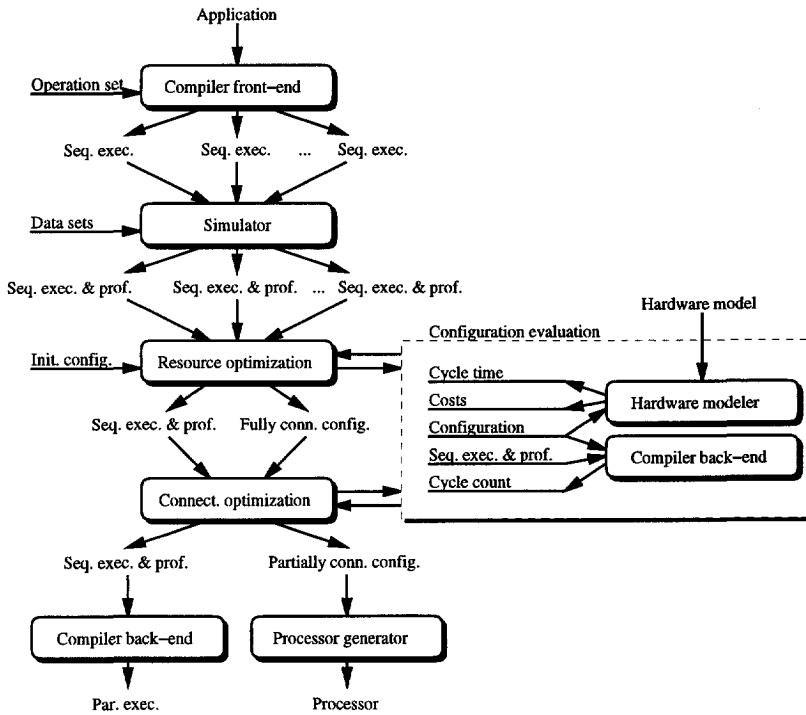 Application
Operation set
Compiler front-end
Seq. exec. Seq. exec. ... Seq. exec.
Data sets
Simulator
Seq. exec. & prof. Seq. exec. & prof. ... Seq. exec. & prof.
Hardware model
Configuration evaluation
Init. config.
Resource optimization
Cycle time
Costs
Hardware modeler
Seq. exec. & prof. Fully conn. config.
Configuration
Seq. exec. & prof.
Compiler back-end
Cycle count
Connect. optimization
Seq. exec. & prof. Partially conn. config.
Compiler back-end
Processor generator
Par. exec.
Processor